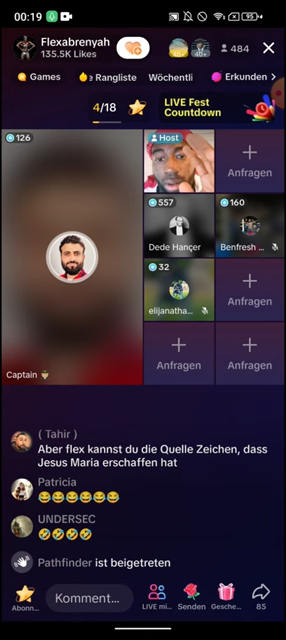 00:19
95
Flexabrenyah
135.5K Likes
484
Games
Rangliste
Wöchentli
Erkunden >
4/18
LIVE Fest
Countdown
126
Host
Anfragen
557
Dede Hançer
160
Benfresh ...
32
elijanatha...
Anfragen
Anfragen
Anfragen
Captain
( Tahir )
Aber flex kannst du die Quelle Zeichen, dass
Jesus Maria erschaffen hat
Patricia
😂😂😂😂😂😂
UNDERSEC
🤣🤣🤣🤣
Pathfinder ist beigetreten
Abonn...
Komment...
LIVE mi...
Senden
Gesche...
85